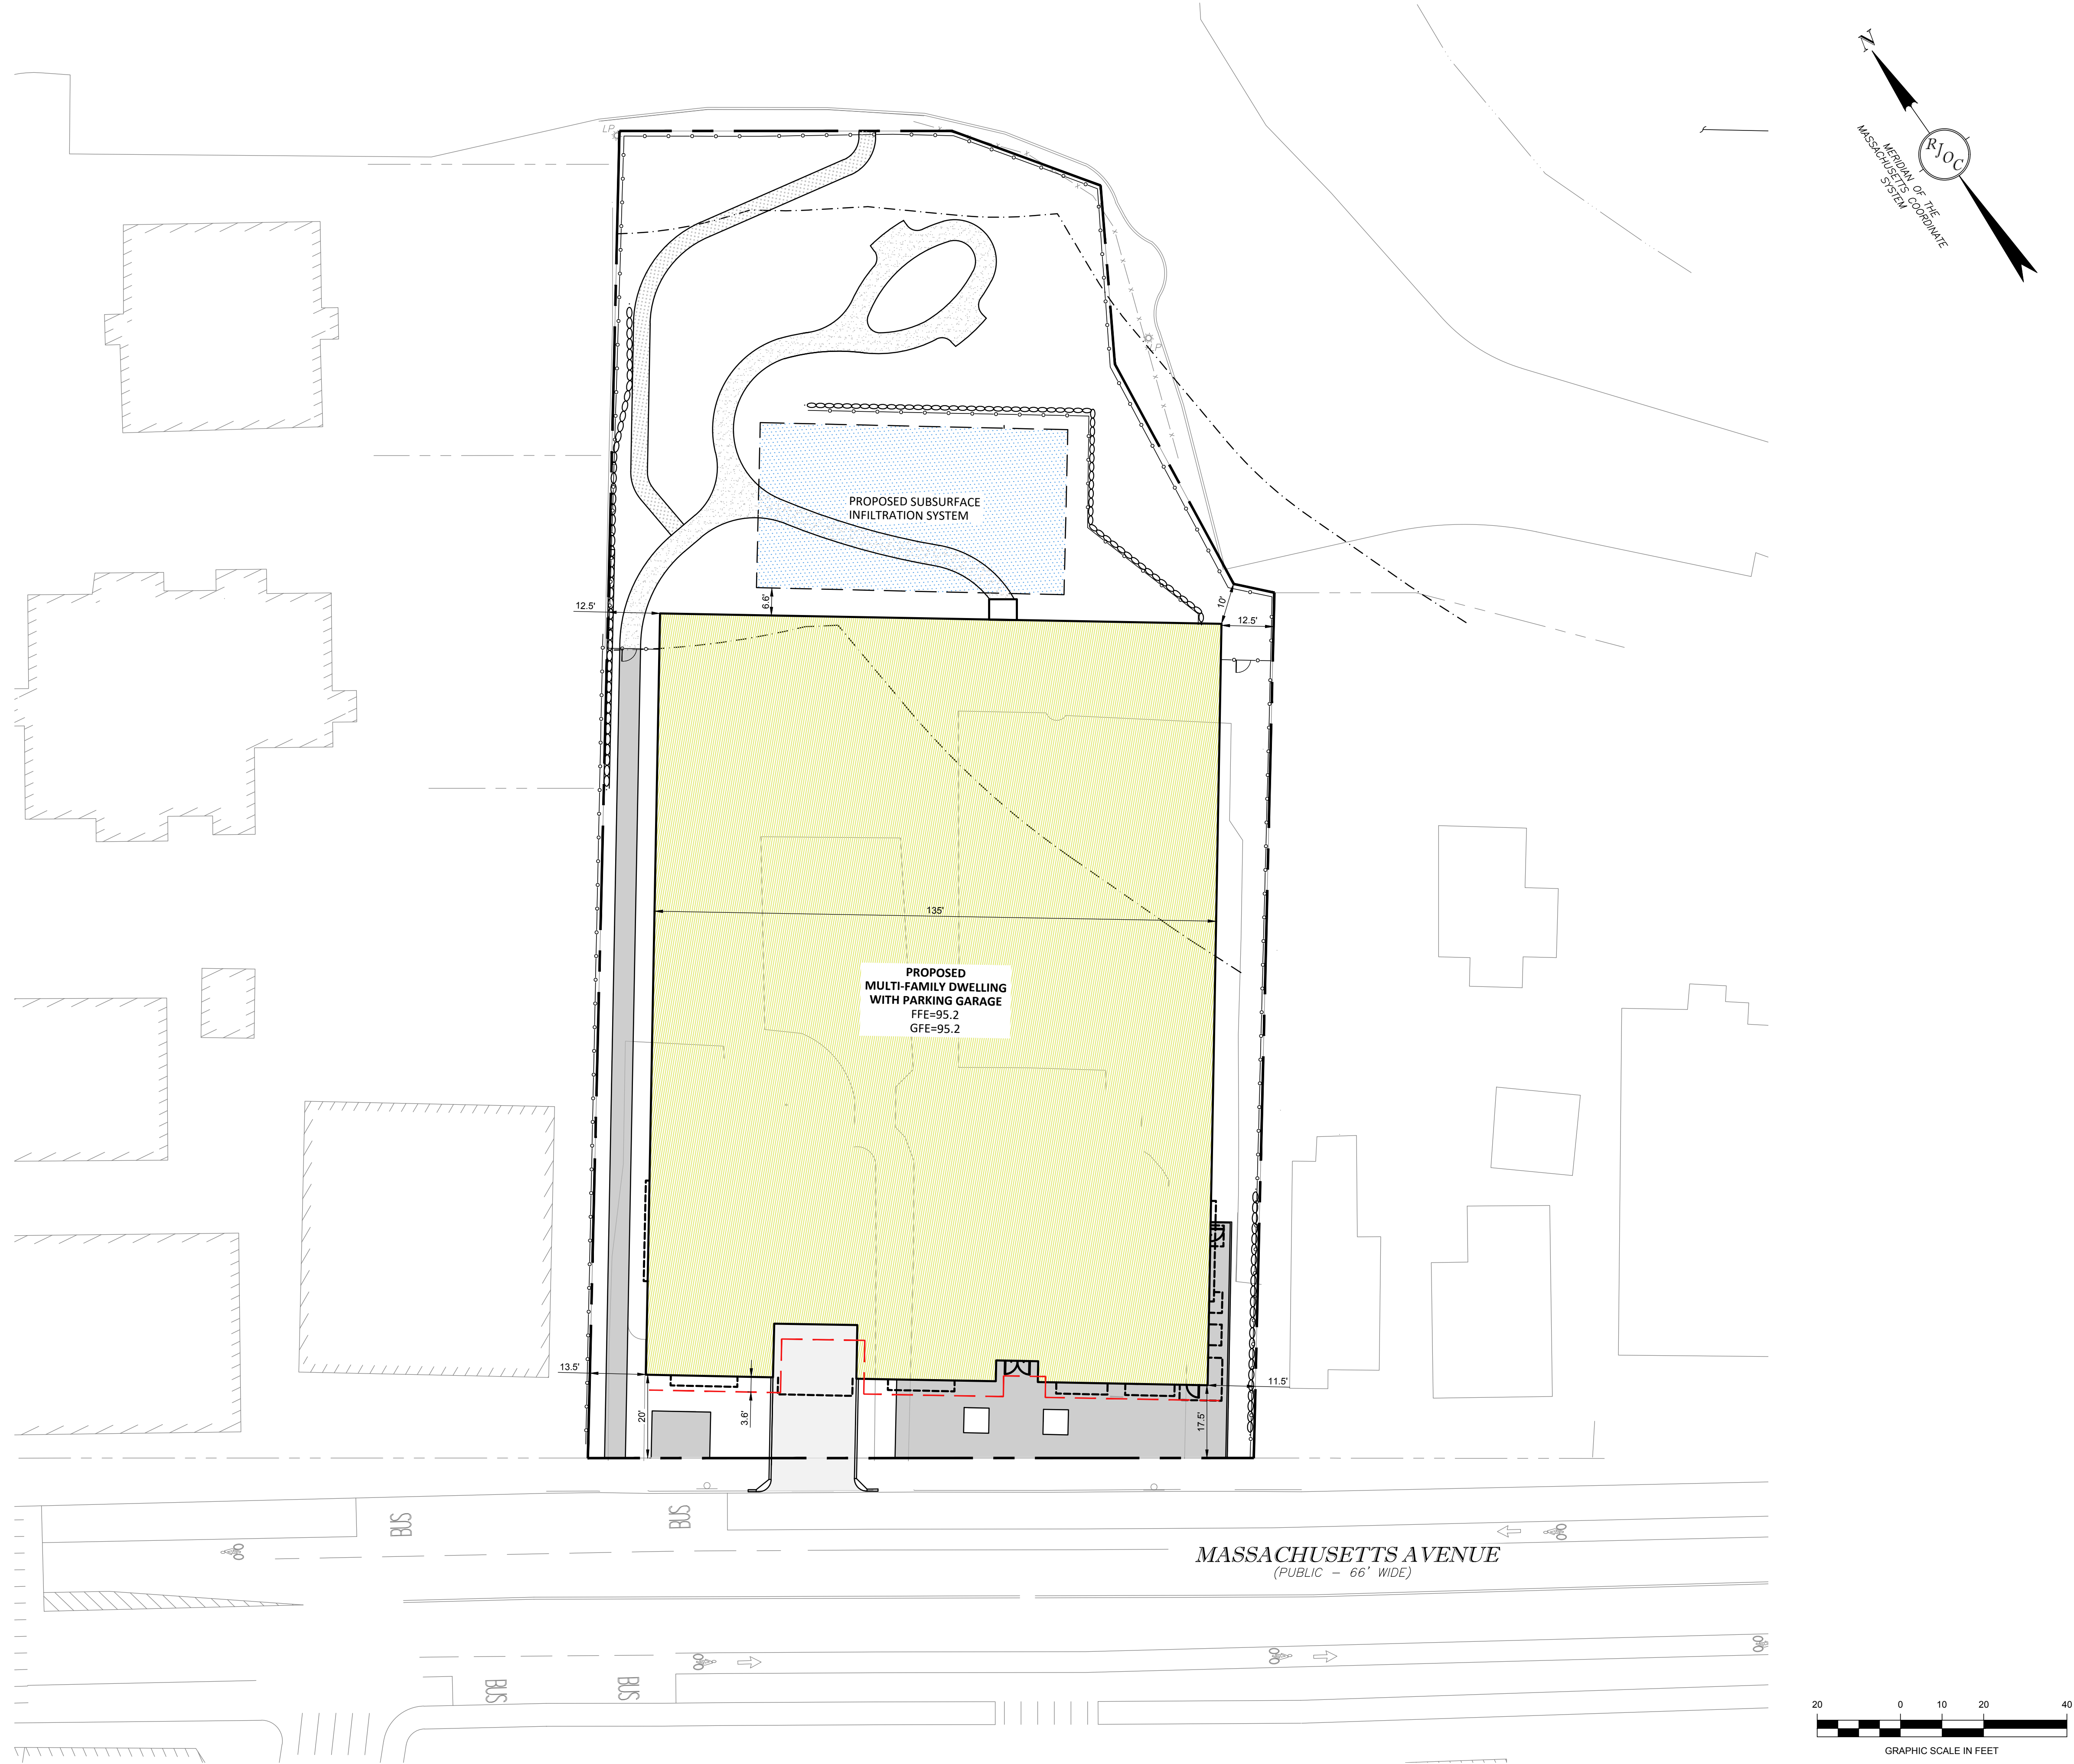 N
RJOC
MERIDIAN OF THE
MASSACHUSETTS COORDINATE
SYSTEM
LP
LP
PROPOSED SUBSURFACE
INFILTRATION SYSTEM
12.5'
6.6'
10'
12.5'
135'
PROPOSED
MULTI-FAMILY DWELLING
WITH PARKING GARAGE
FFE=95.2
GFE=95.2
13.5'
11.5'
20'
3.6'
17.5'
BUS
BUS
MASSACHUSETTS AVENUE
(PUBLIC – 66' WIDE)
BUS
BUS
20 0 10 20 40
GRAPHIC SCALE IN FEET